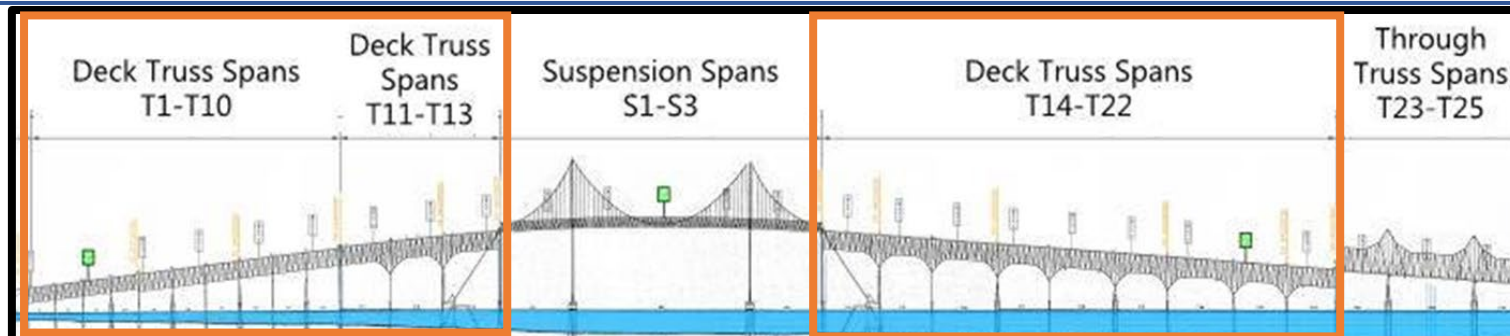 Deck Truss Spans
T1-T10
Deck Truss
Spans
T11-T13
Suspension Spans
S1-S3
Deck Truss Spans
T14-T22
Through
Truss Spans
T23-T25